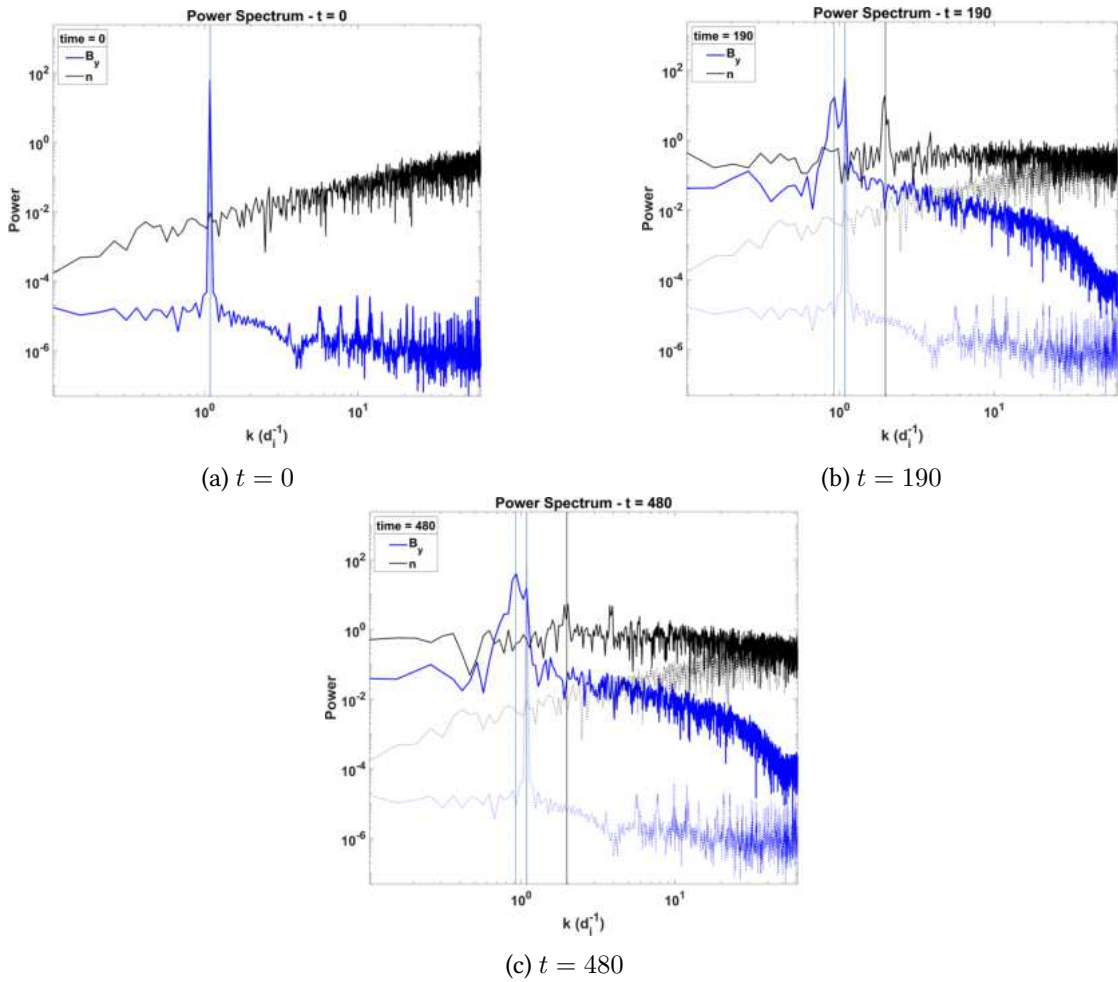 Power Spectrum - t = 0
time = 0
B_y
n
10^2
10^0
10^-2
10^-4
10^-6
Power
10^0 10^1
k (d_i^-1)
(a) t = 0
Power Spectrum - t = 190
time = 190
B_y
n
10^2
10^0
10^-2
10^-4
10^-6
Power
10^0 10^1
k (d_i^-1)
(b) t = 190
Power Spectrum - t = 480
time = 480
B_y
n
10^2
10^0
10^-2
10^-4
10^-6
Power
10^0 10^1
k (d_i^-1)
(c) t = 480